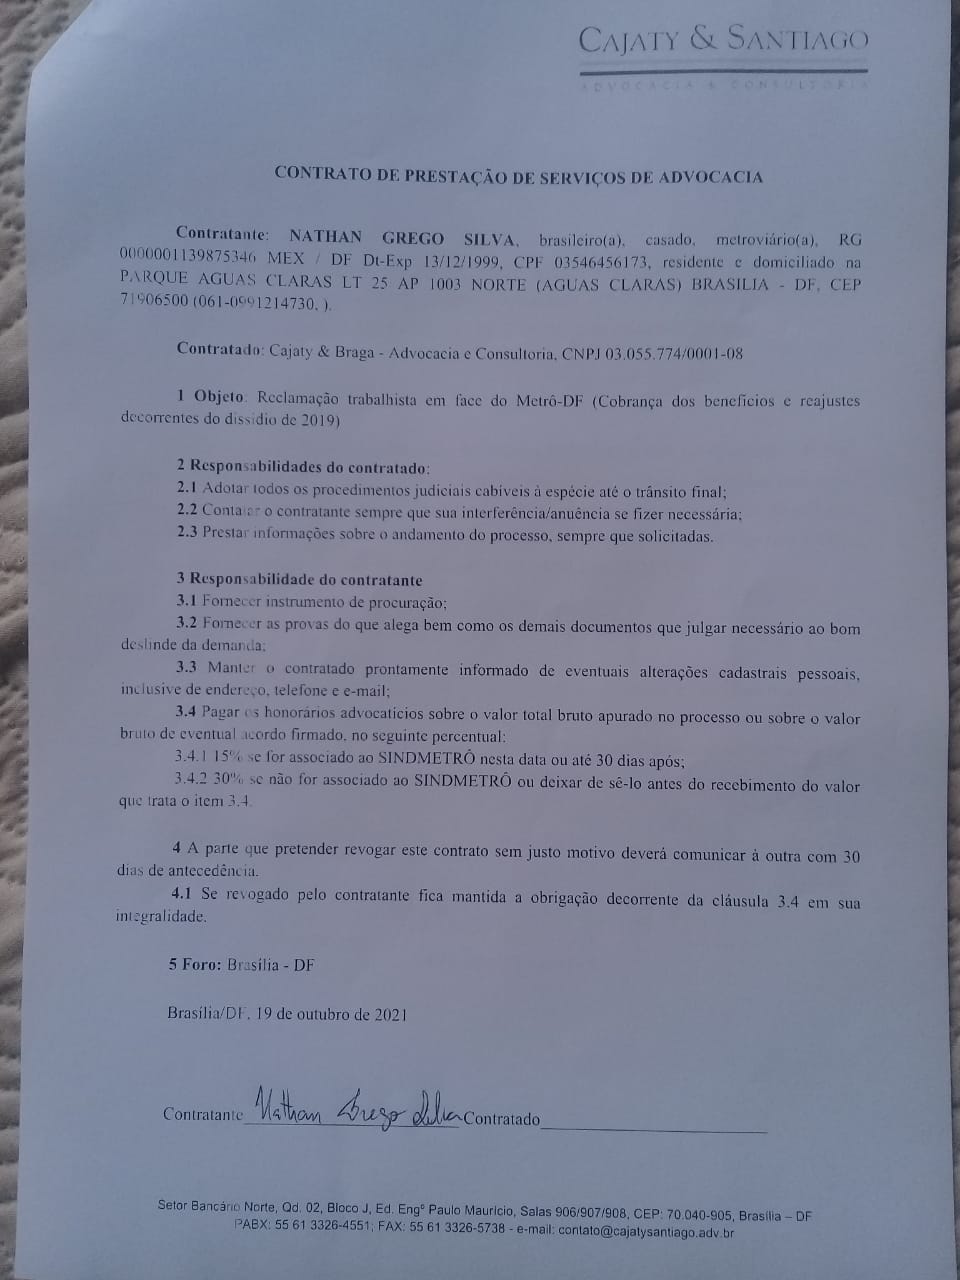 CAJATY & SANTIAGO
ADVOCACIA & CONSULTORIA
CONTRATO DE PRESTAÇÃO DE SERVIÇOS DE ADVOCACIA
Contratante: NATHAN GREGO SILVA, brasileiro(a), casado, metroviário(a), RG
0000001139875346 MEX / DF Dt-Exp 13/12/1999, CPF 03546456173, residente e domiciliado na
PARQUE AGUAS CLARAS LT 25 AP 1003 NORTE (AGUAS CLARAS) BRASILIA - DF, CEP
71906500 (061-0991214730, ).
Contratado: Cajaty & Braga - Advocacia e Consultoria, CNPJ 03.055.774/0001-08
1 Objeto: Reclamação trabalhista em face do Metrô-DF (Cobrança dos benefícios e reajustes
decorrentes do dissídio de 2019)
2 Responsabilidades do contratado:
2.1 Adotar todos os procedimentos judiciais cabíveis à espécie até o trânsito final;
2.2 Contatar o contratante sempre que sua interferência/anuência se fizer necessária;
2.3 Prestar informações sobre o andamento do processo, sempre que solicitadas.
3 Responsabilidade do contratante
3.1 Fornecer instrumento de procuração;
3.2 Fornecer as provas do que alega bem como os demais documentos que julgar necessário ao bom
deslinde da demanda;
3.3 Manter o contratado prontamente informado de eventuais alterações cadastrais pessoais,
inclusive de endereço, telefone e e-mail;
3.4 Pagar os honorários advocatícios sobre o valor total bruto apurado no processo ou sobre o valor
bruto de eventual acordo firmado, no seguinte percentual:
3.4.1 15% se for associado ao SINDMETRÔ nesta data ou até 30 dias após;
3.4.2 30% se não for associado ao SINDMETRÔ ou deixar de sê-lo antes do recebimento do valor
que trata o item 3.4.
4 A parte que pretender revogar este contrato sem justo motivo deverá comunicar à outra com 30
dias de antecedência.
4.1 Se revogado pelo contratante fica mantida a obrigação decorrente da cláusula 3.4 em sua
integralidade.
5 Foro: Brasília - DF
Brasília/DF, 19 de outubro de 2021
Contratante Nathan Grego Silva Contratado
Setor Bancário Norte, Qd. 02, Bloco J, Ed. Engº Paulo Maurício, Salas 906/907/908, CEP: 70.040-905, Brasília – DF
PABX: 55 61 3326-4551; FAX: 55 61 3326-5738 - e-mail: contato@cajatysantiago.adv.br